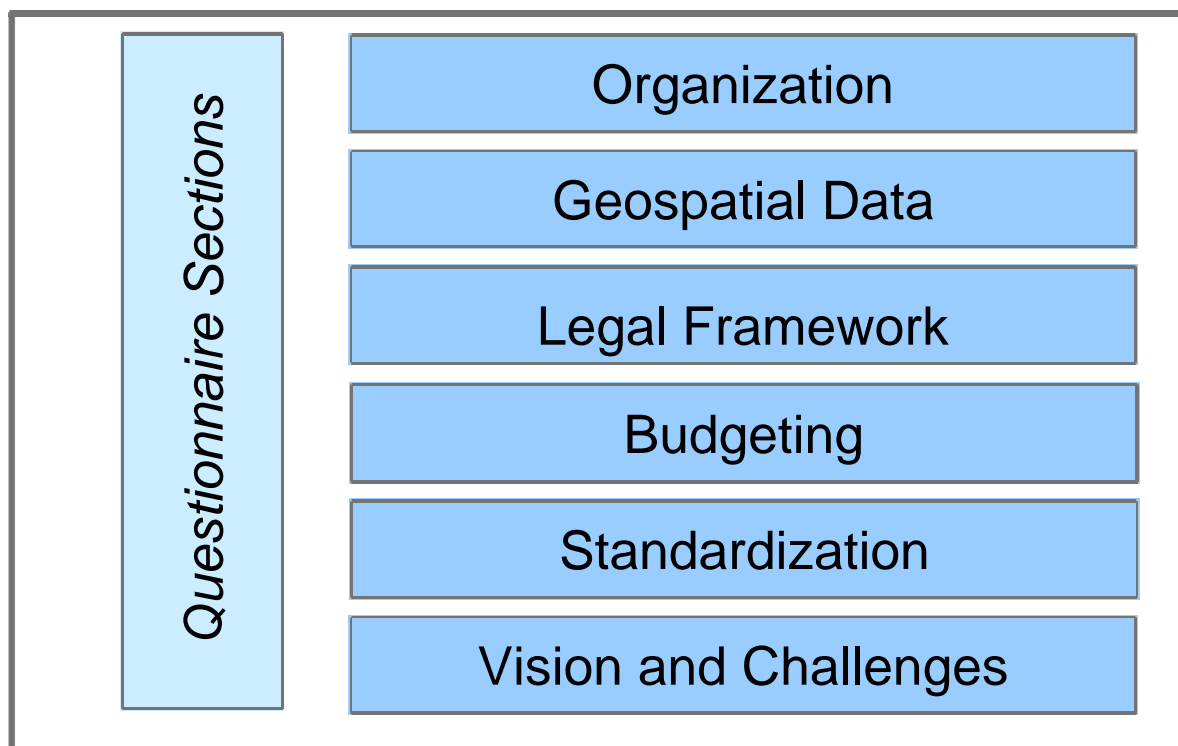 Questionnaire Sections
Organization
Geospatial Data
Legal Framework
Budgeting
Standardization
Vision and Challenges